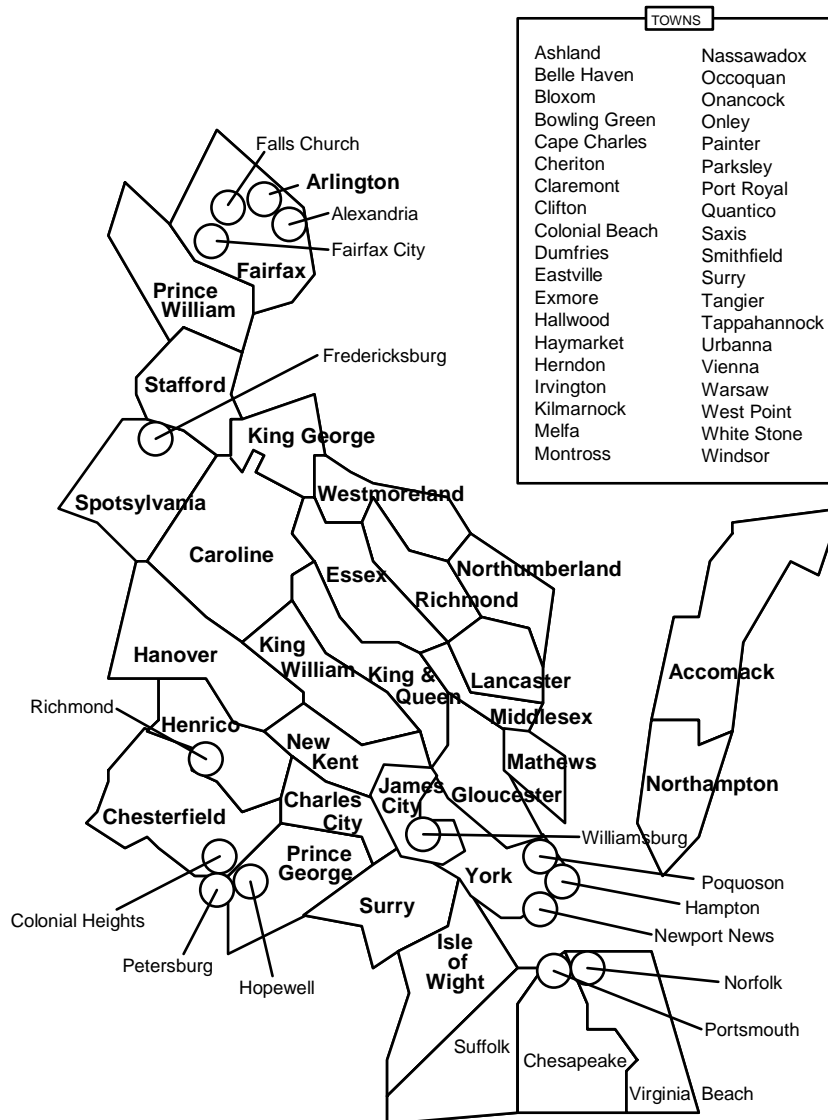 TOWNS
Ashland
Belle Haven
Bloxom
Bowling Green
Cape Charles
Cheriton
Claremont
Clifton
Colonial Beach
Dumfries
Eastville
Exmore
Hallwood
Haymarket
Herndon
Irvington
Kilmarnock
Melfa
Montross
Nassawadox
Occoquan
Onancock
Onley
Painter
Parksley
Port Royal
Quantico
Saxis
Smithfield
Surry
Tangier
Tappahannock
Urbanna
Vienna
Warsaw
West Point
White Stone
Windsor
Falls Church
Arlington
Alexandria
Fairfax City
Fairfax
Prince
William
Fredericksburg
Stafford
King George
Westmoreland
Spotsylvania
Caroline
Essex
Northumberland
Richmond
Hanover
King
William
King &
Queen
Lancaster
Accomack
Richmond
Henrico
New
Kent
Middlesex
Mathews
Northampton
James
City
Gloucester
Chesterfield
Charles
City
Williamsburg
Prince
George
York
Poquoson
Hampton
Colonial Heights
Surry
Newport News
Petersburg
Hopewell
Isle
of
Wight
Norfolk
Portsmouth
Suffolk
Chesapeake
Virginia Beach